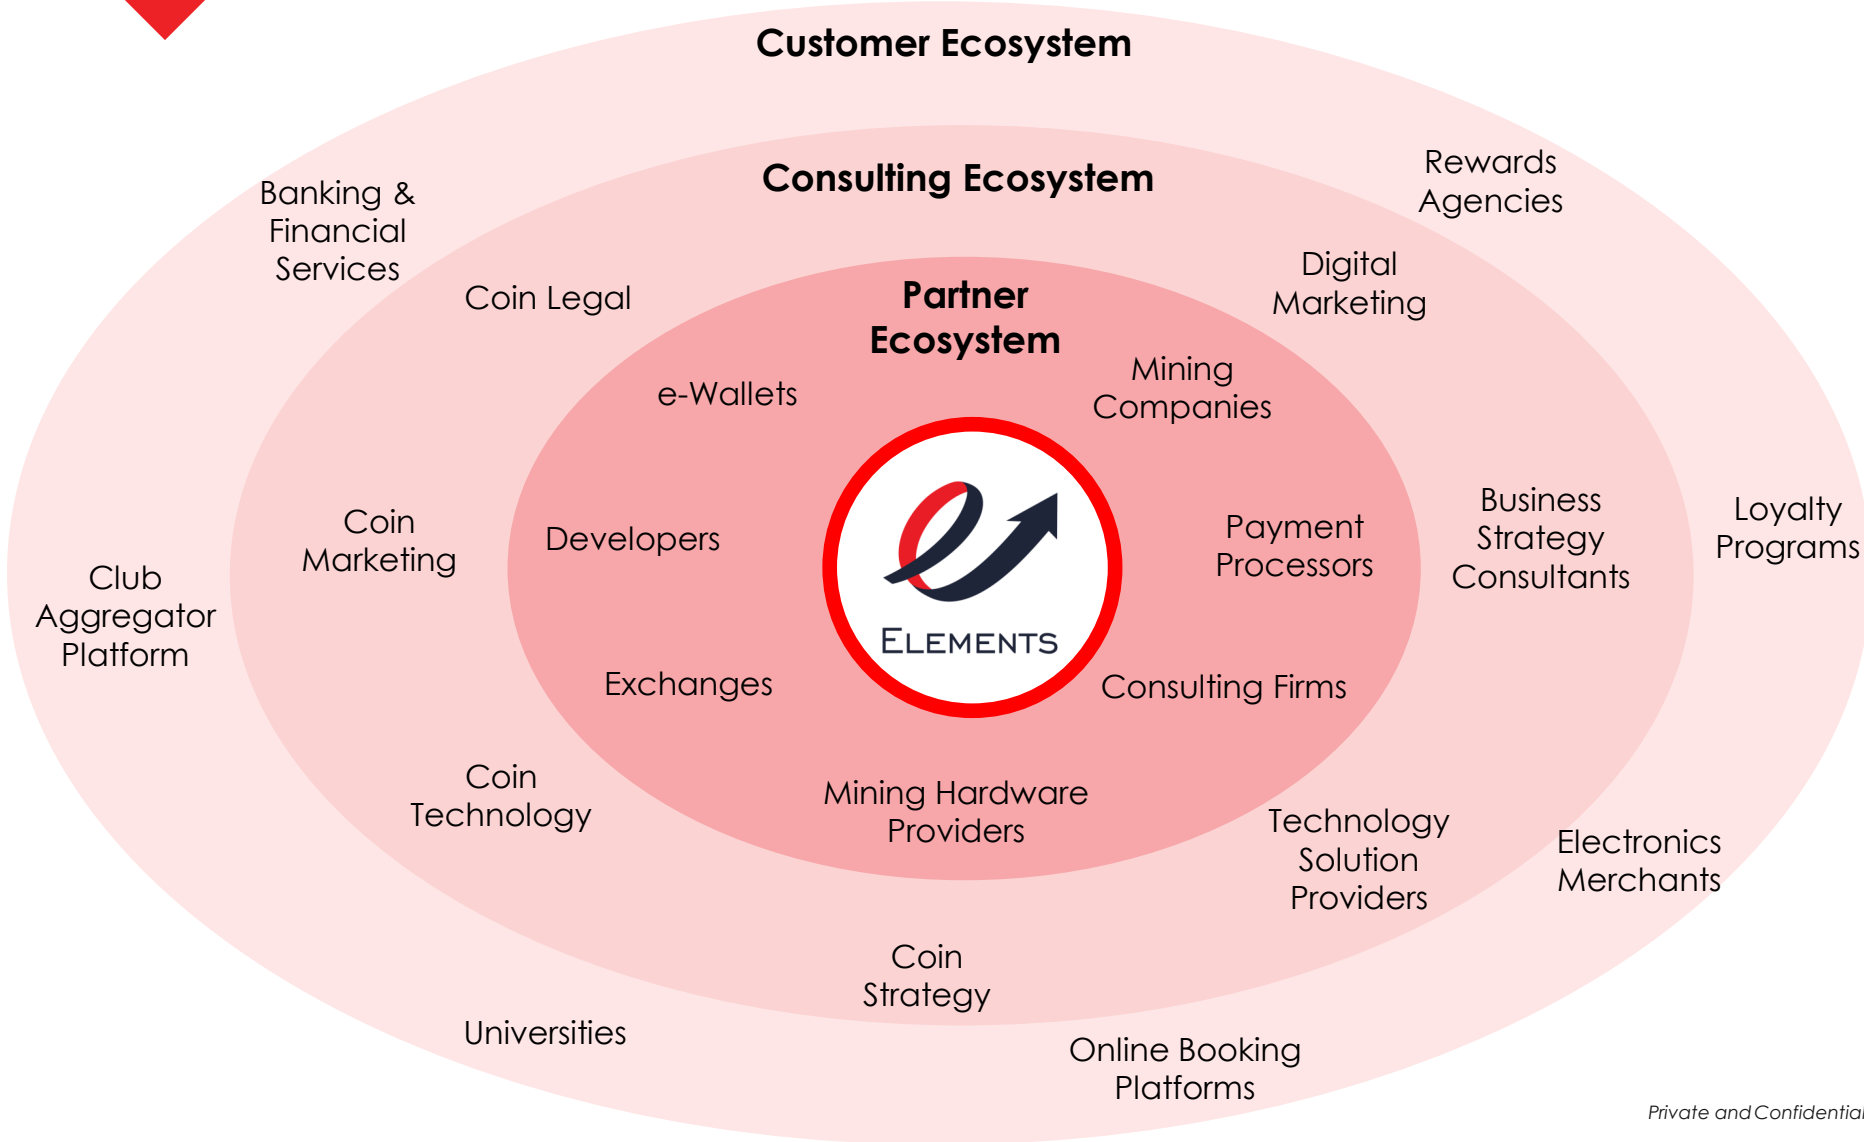 Customer Ecosystem
Consulting Ecosystem
Rewards
Agencies
Banking &
Financial
Services
Coin Legal
Digital
Marketing
Partner
Ecosystem
e-Wallets
Mining
Companies
Coin
Marketing
Developers
ELEMENTS
Payment
Processors
Business
Strategy
Consultants
Loyalty
Programs
Club
Aggregator
Platform
Exchanges
Consulting Firms
Coin
Technology
Mining Hardware
Providers
Technology
Solution
Providers
Electronics
Merchants
Coin
Strategy
Universities
Online Booking
Platforms
Private and Confidential